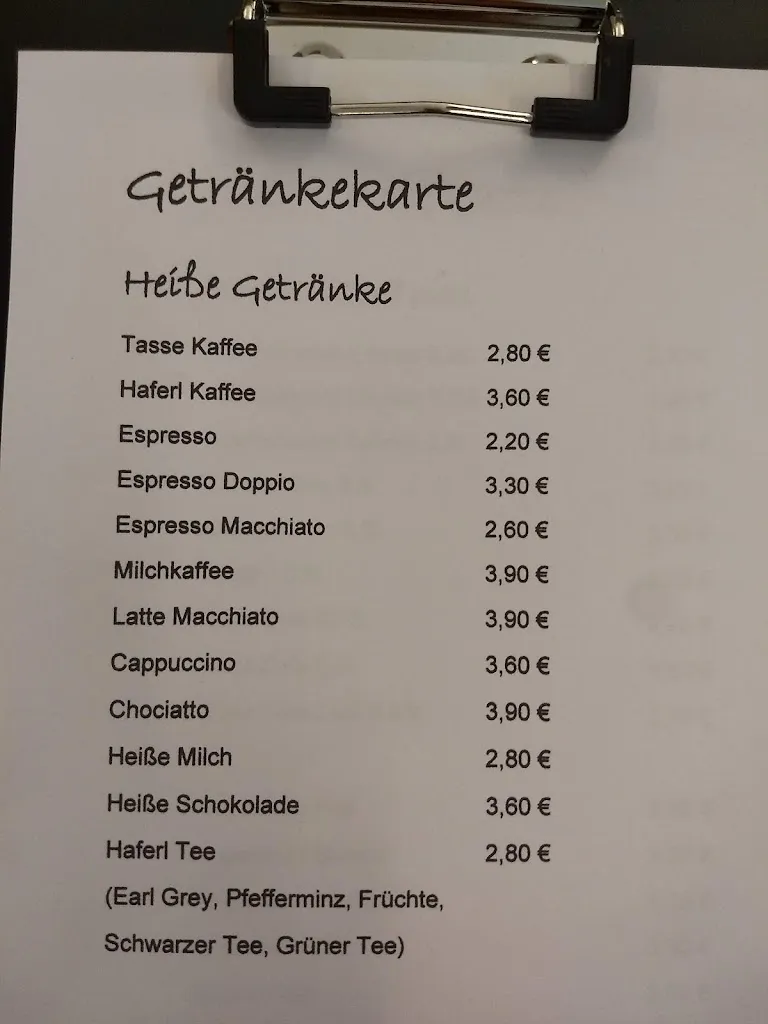 Getränkekarte
Heiße Getränke
Tasse Kaffee 2,80 €
Haferl Kaffee 3,60 €
Espresso 2,20 €
Espresso Doppio 3,30 €
Espresso Macchiato 2,60 €
Milchkaffee 3,90 €
Latte Macchiato 3,90 €
Cappuccino 3,60 €
Chociatto 3,90 €
Heiße Milch 2,80 €
Heiße Schokolade 3,60 €
Haferl Tee 2,80 €
(Earl Grey, Pfefferminz, Früchte,
Schwarzer Tee, Grüner Tee)